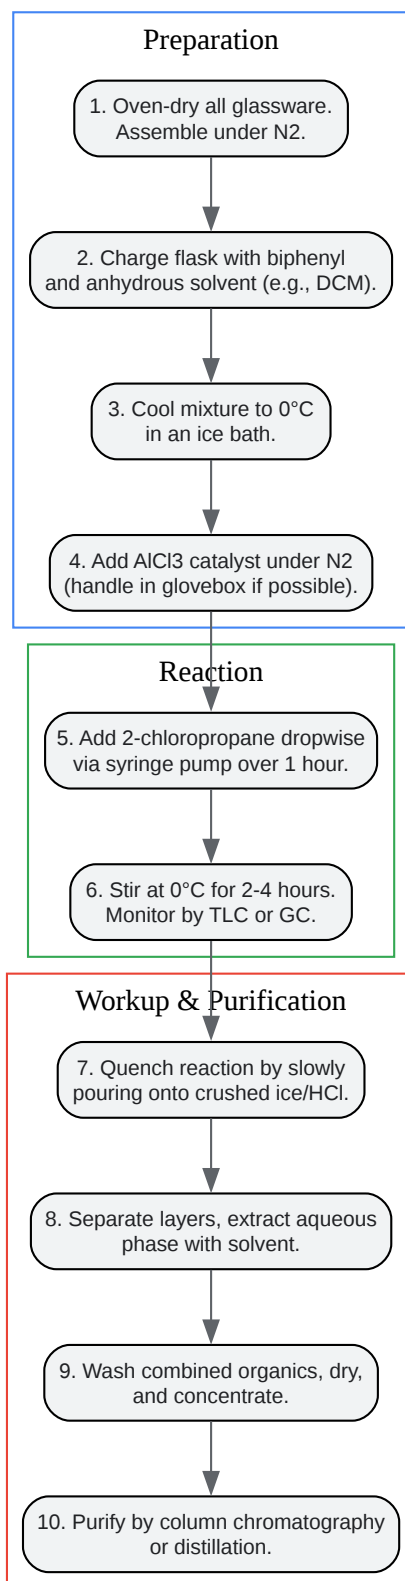 Preparation
1. Oven-dry all glassware.
Assemble under N2.
2. Charge flask with biphenyl
and anhydrous solvent (e.g., DCM).
3. Cool mixture to 0°C
in an ice bath.
4. Add AlCl3 catalyst under N2
(handle in glovebox if possible).
Reaction
5. Add 2-chloropropane dropwise
via syringe pump over 1 hour.
6. Stir at 0°C for 2-4 hours.
Monitor by TLC or GC.
Workup & Purification
7. Quench reaction by slowly
pouring onto crushed ice/HCl.
8. Separate layers, extract aqueous
phase with solvent.
9. Wash combined organics, dry,
and concentrate.
10. Purify by column chromatography
or distillation.